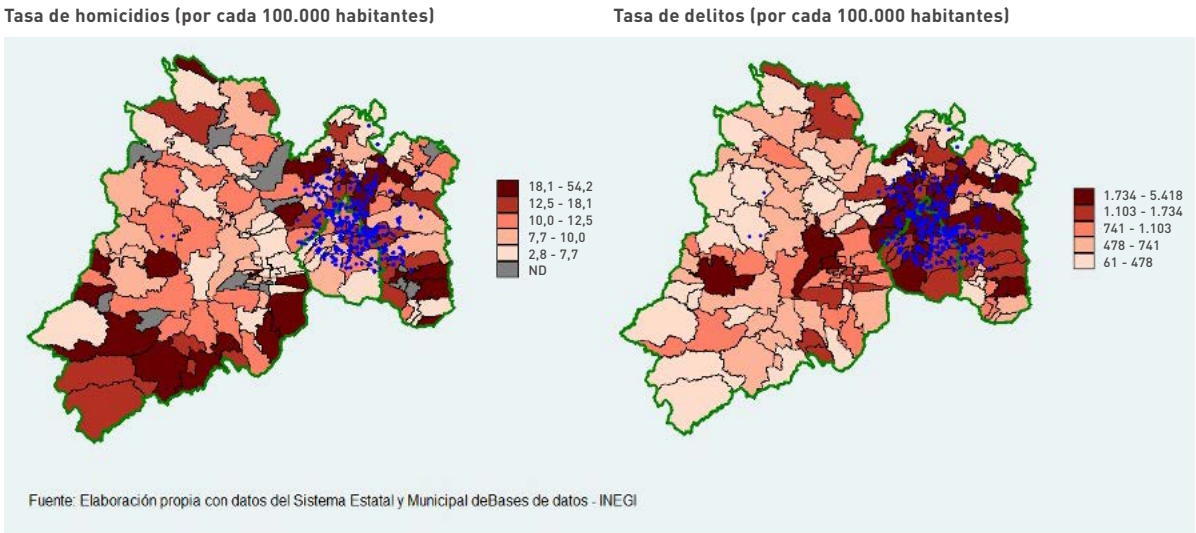 Tasa de homicidios (por cada 100.000 habitantes)
Tasa de delitos (por cada 100.000 habitantes)
18,1 - 54,2
12,5 - 18,1
10,0 - 12,5
7,7 - 10,0
2,8 - 7,7
ND
1.734 - 5.418
1.103 - 1.734
741 - 1.103
478 - 741
61 - 478
Fuente: Elaboración propia con datos del Sistema Estatal y Municipal deBases de datos - INEGI